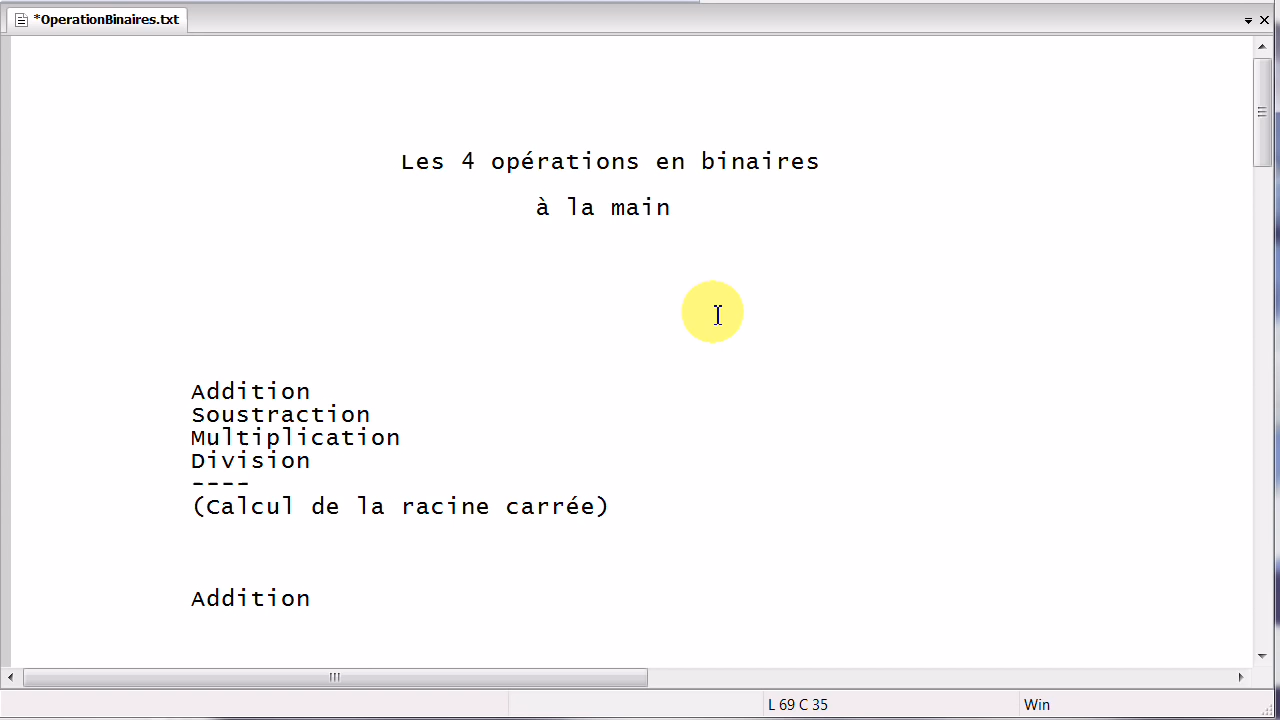 *OperationBinaires.txt
Les 4 opérations en binaires
à la main
Addition
Soustraction
Multiplication
Division
----
(Calcul de la racine carrée)
Addition
L 69 C 35
Win